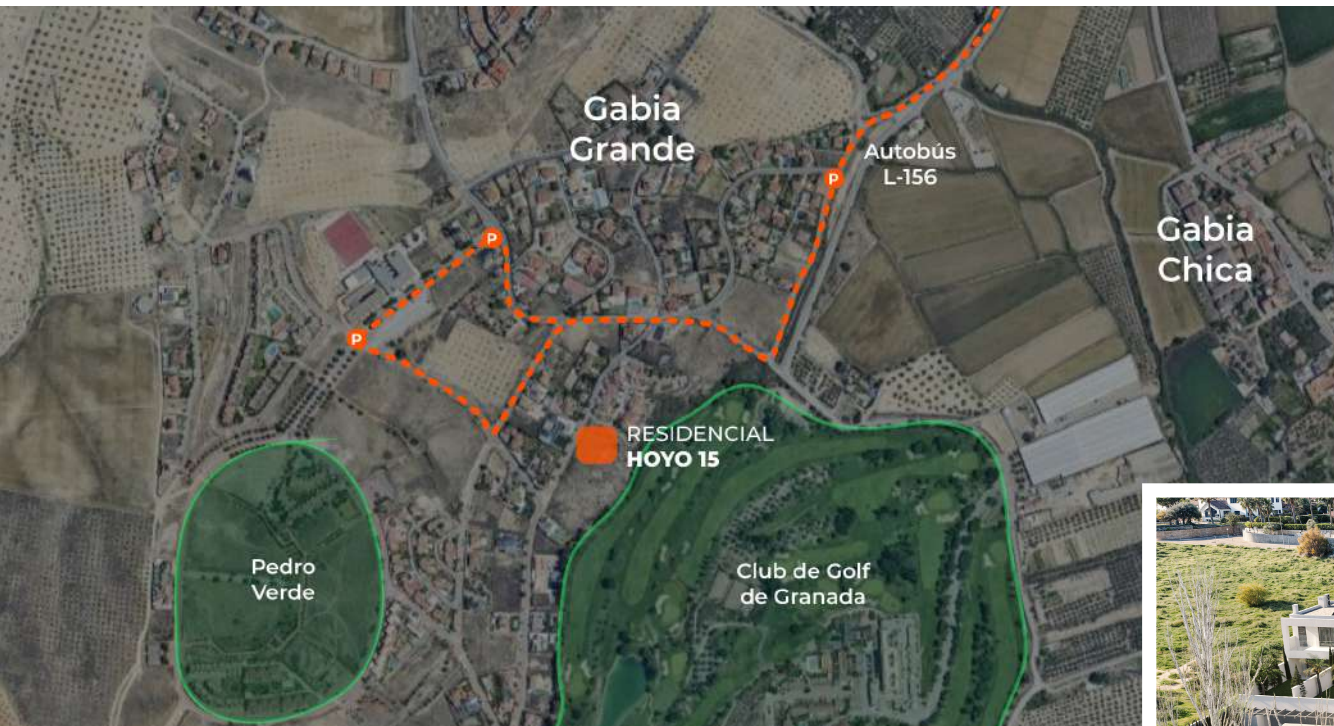 Gabia
Grande
Autobús
L-156
P
Gabia
Chica
P
P
RESIDENCIAL
HOYO 15
Pedro
Verde
Club de Golf
de Granada